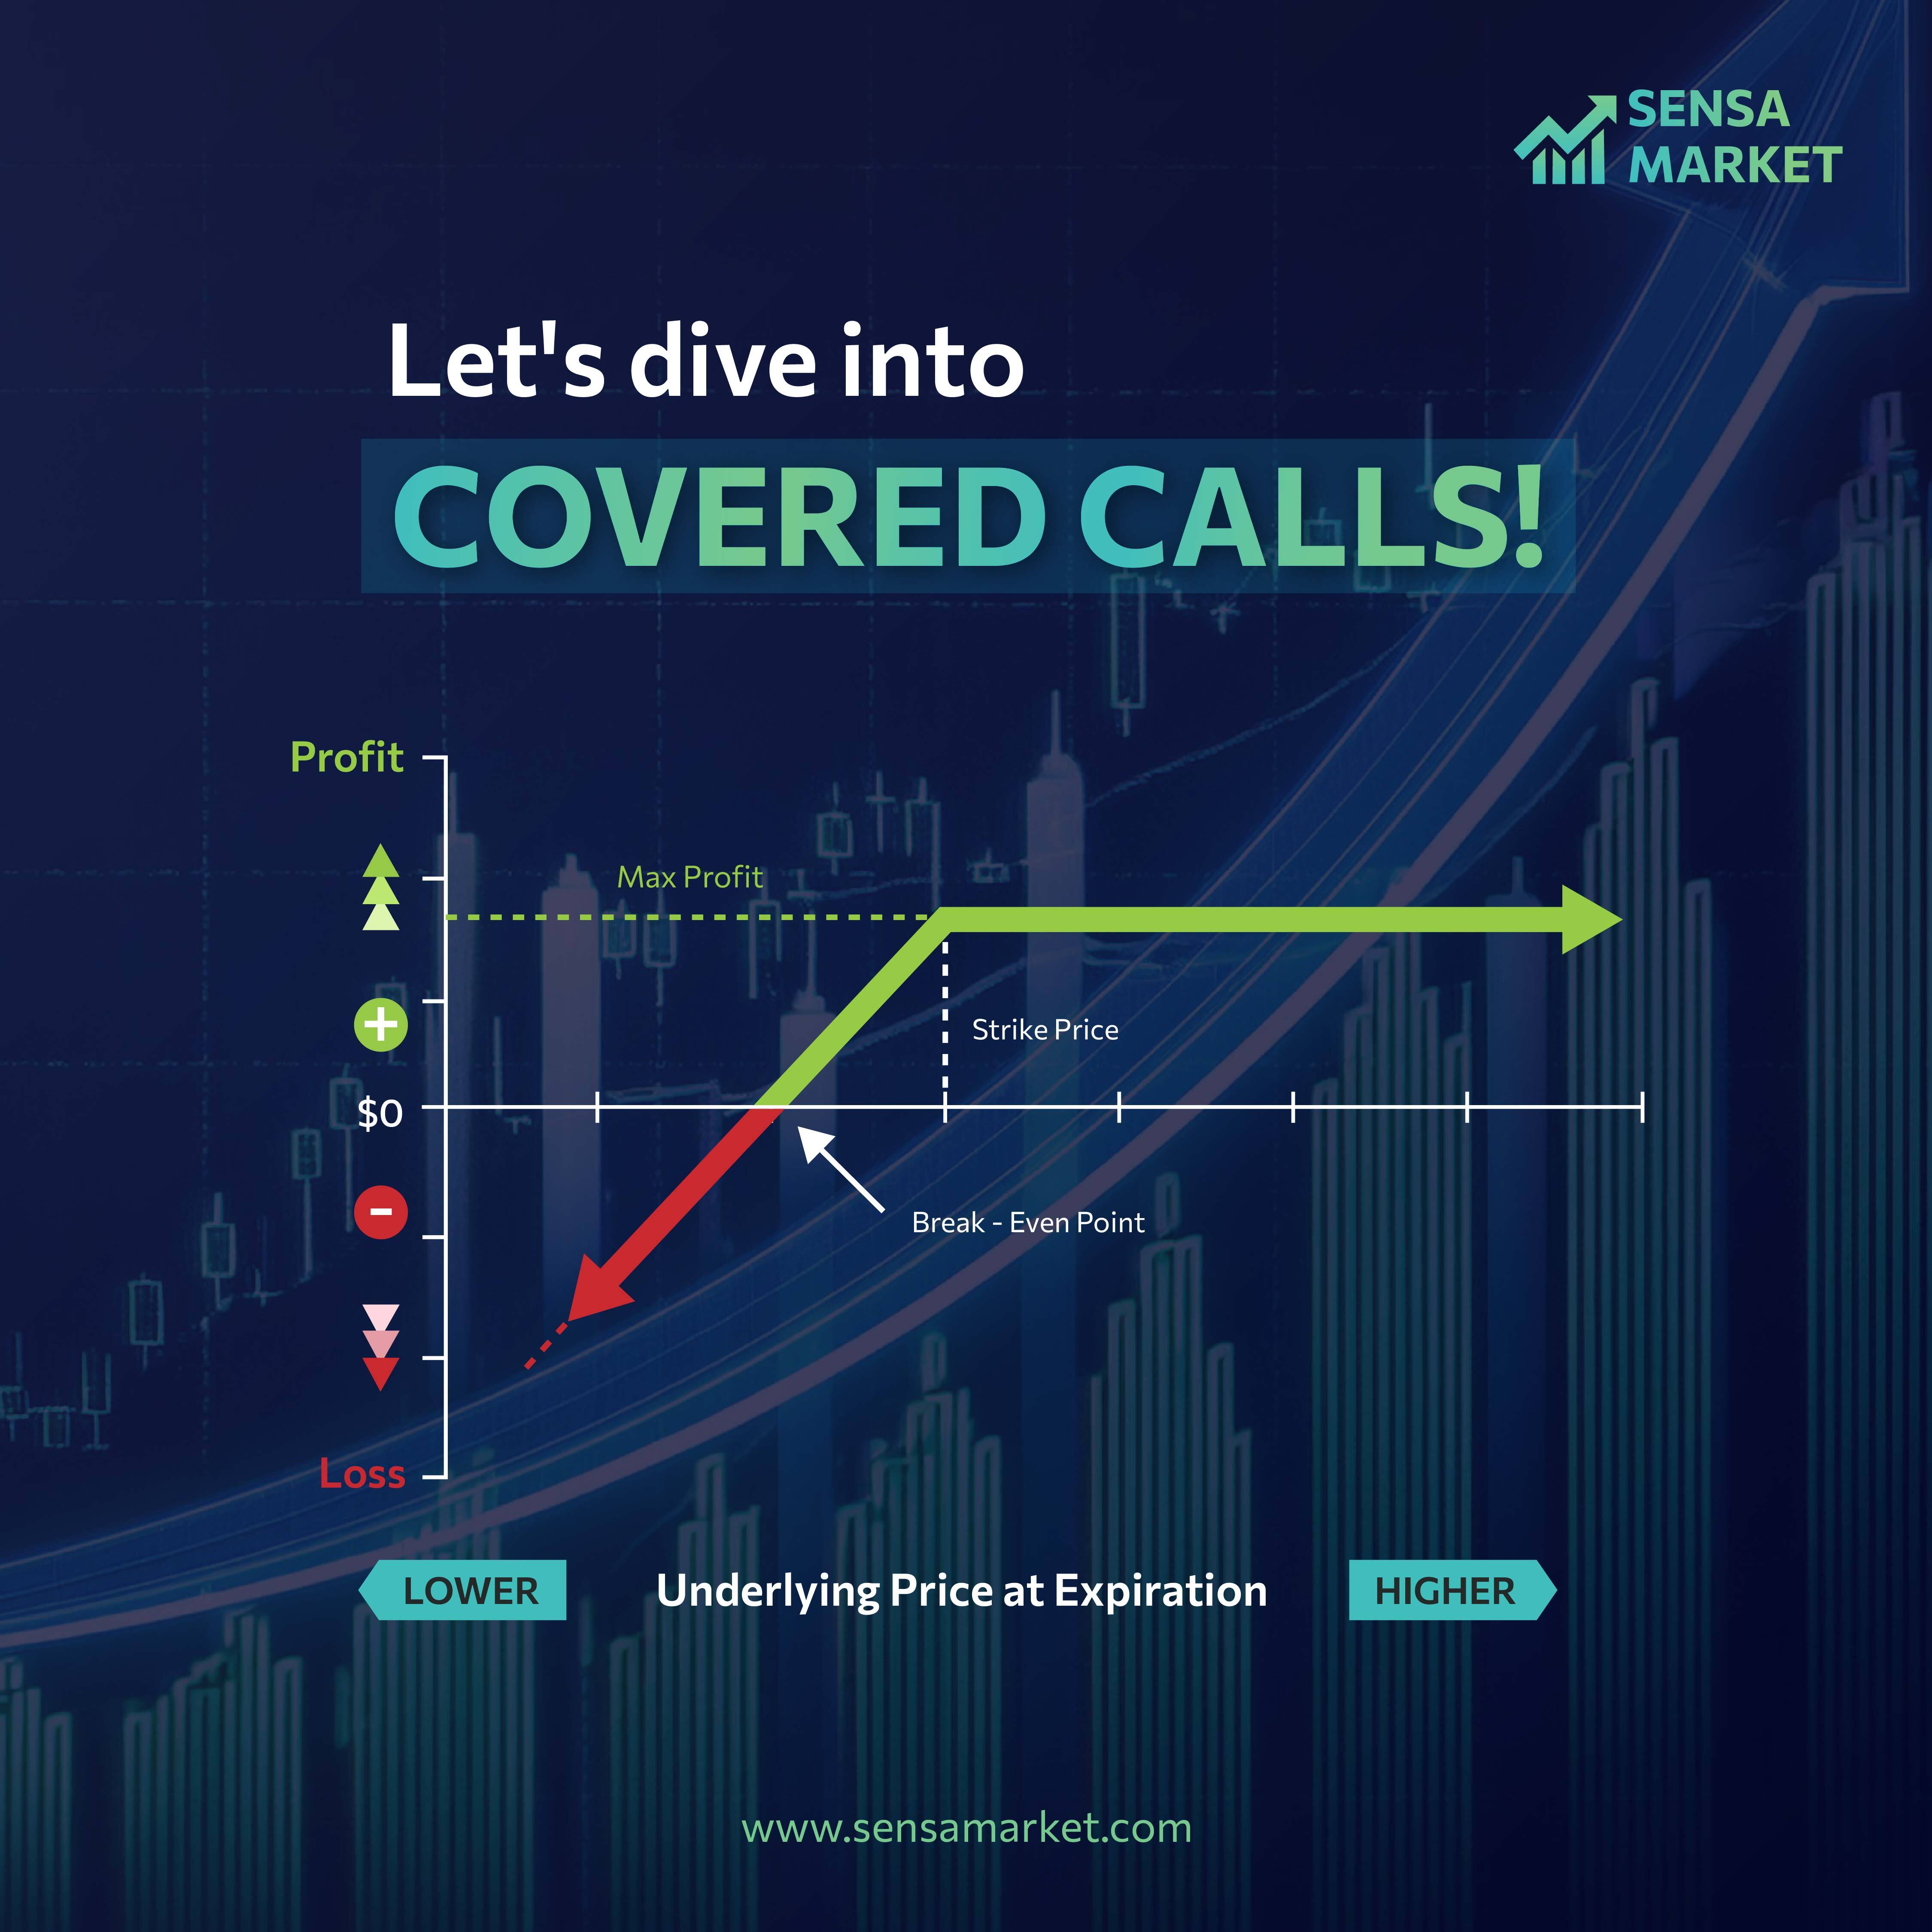 SENSA
MARKET
Let's dive into
COVERED CALLS!
Profit
Max Profit
+
Strike Price
$0
-
Break - Even Point
Loss
LOWER
Underlying Price at Expiration
HIGHER
www.sensamarket.com